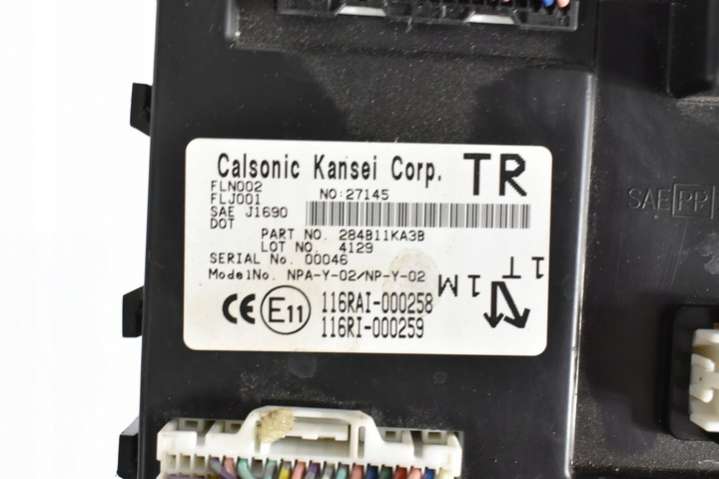 Calsonic Kansei Corp. TR
FLN002 NO:27145
FLJ001
SAE J1690
DOT
PART NO. 284B11KA3B
LOT NO. 4129
SERIAL No. 00046
ModelNo. NPA-Y-02/NP-Y-02
1M 1T
CE E11 116RAI-000258
116RI-000259
SAE PP